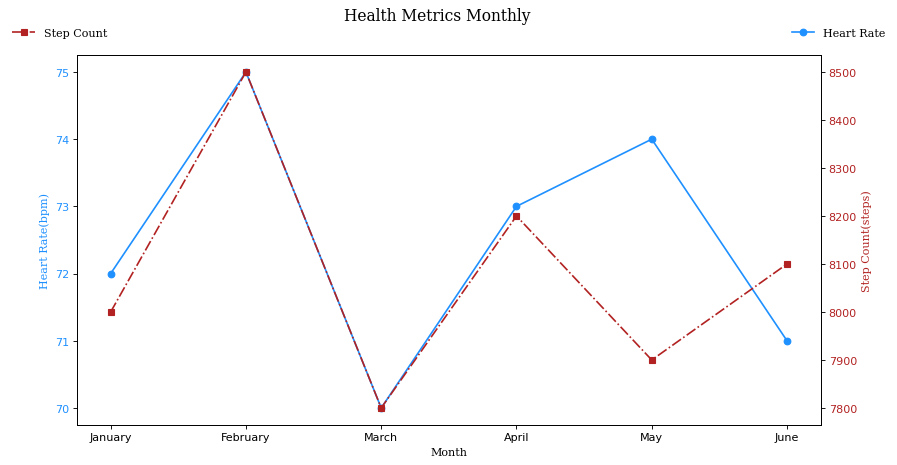 Health Metrics Monthly
Step Count
Heart Rate
75
74
73
72
71
70
Heart Rate(bpm)
8500
8400
8300
8200
8100
8000
7900
7800
Step Count(steps)
January February March April May June
Month